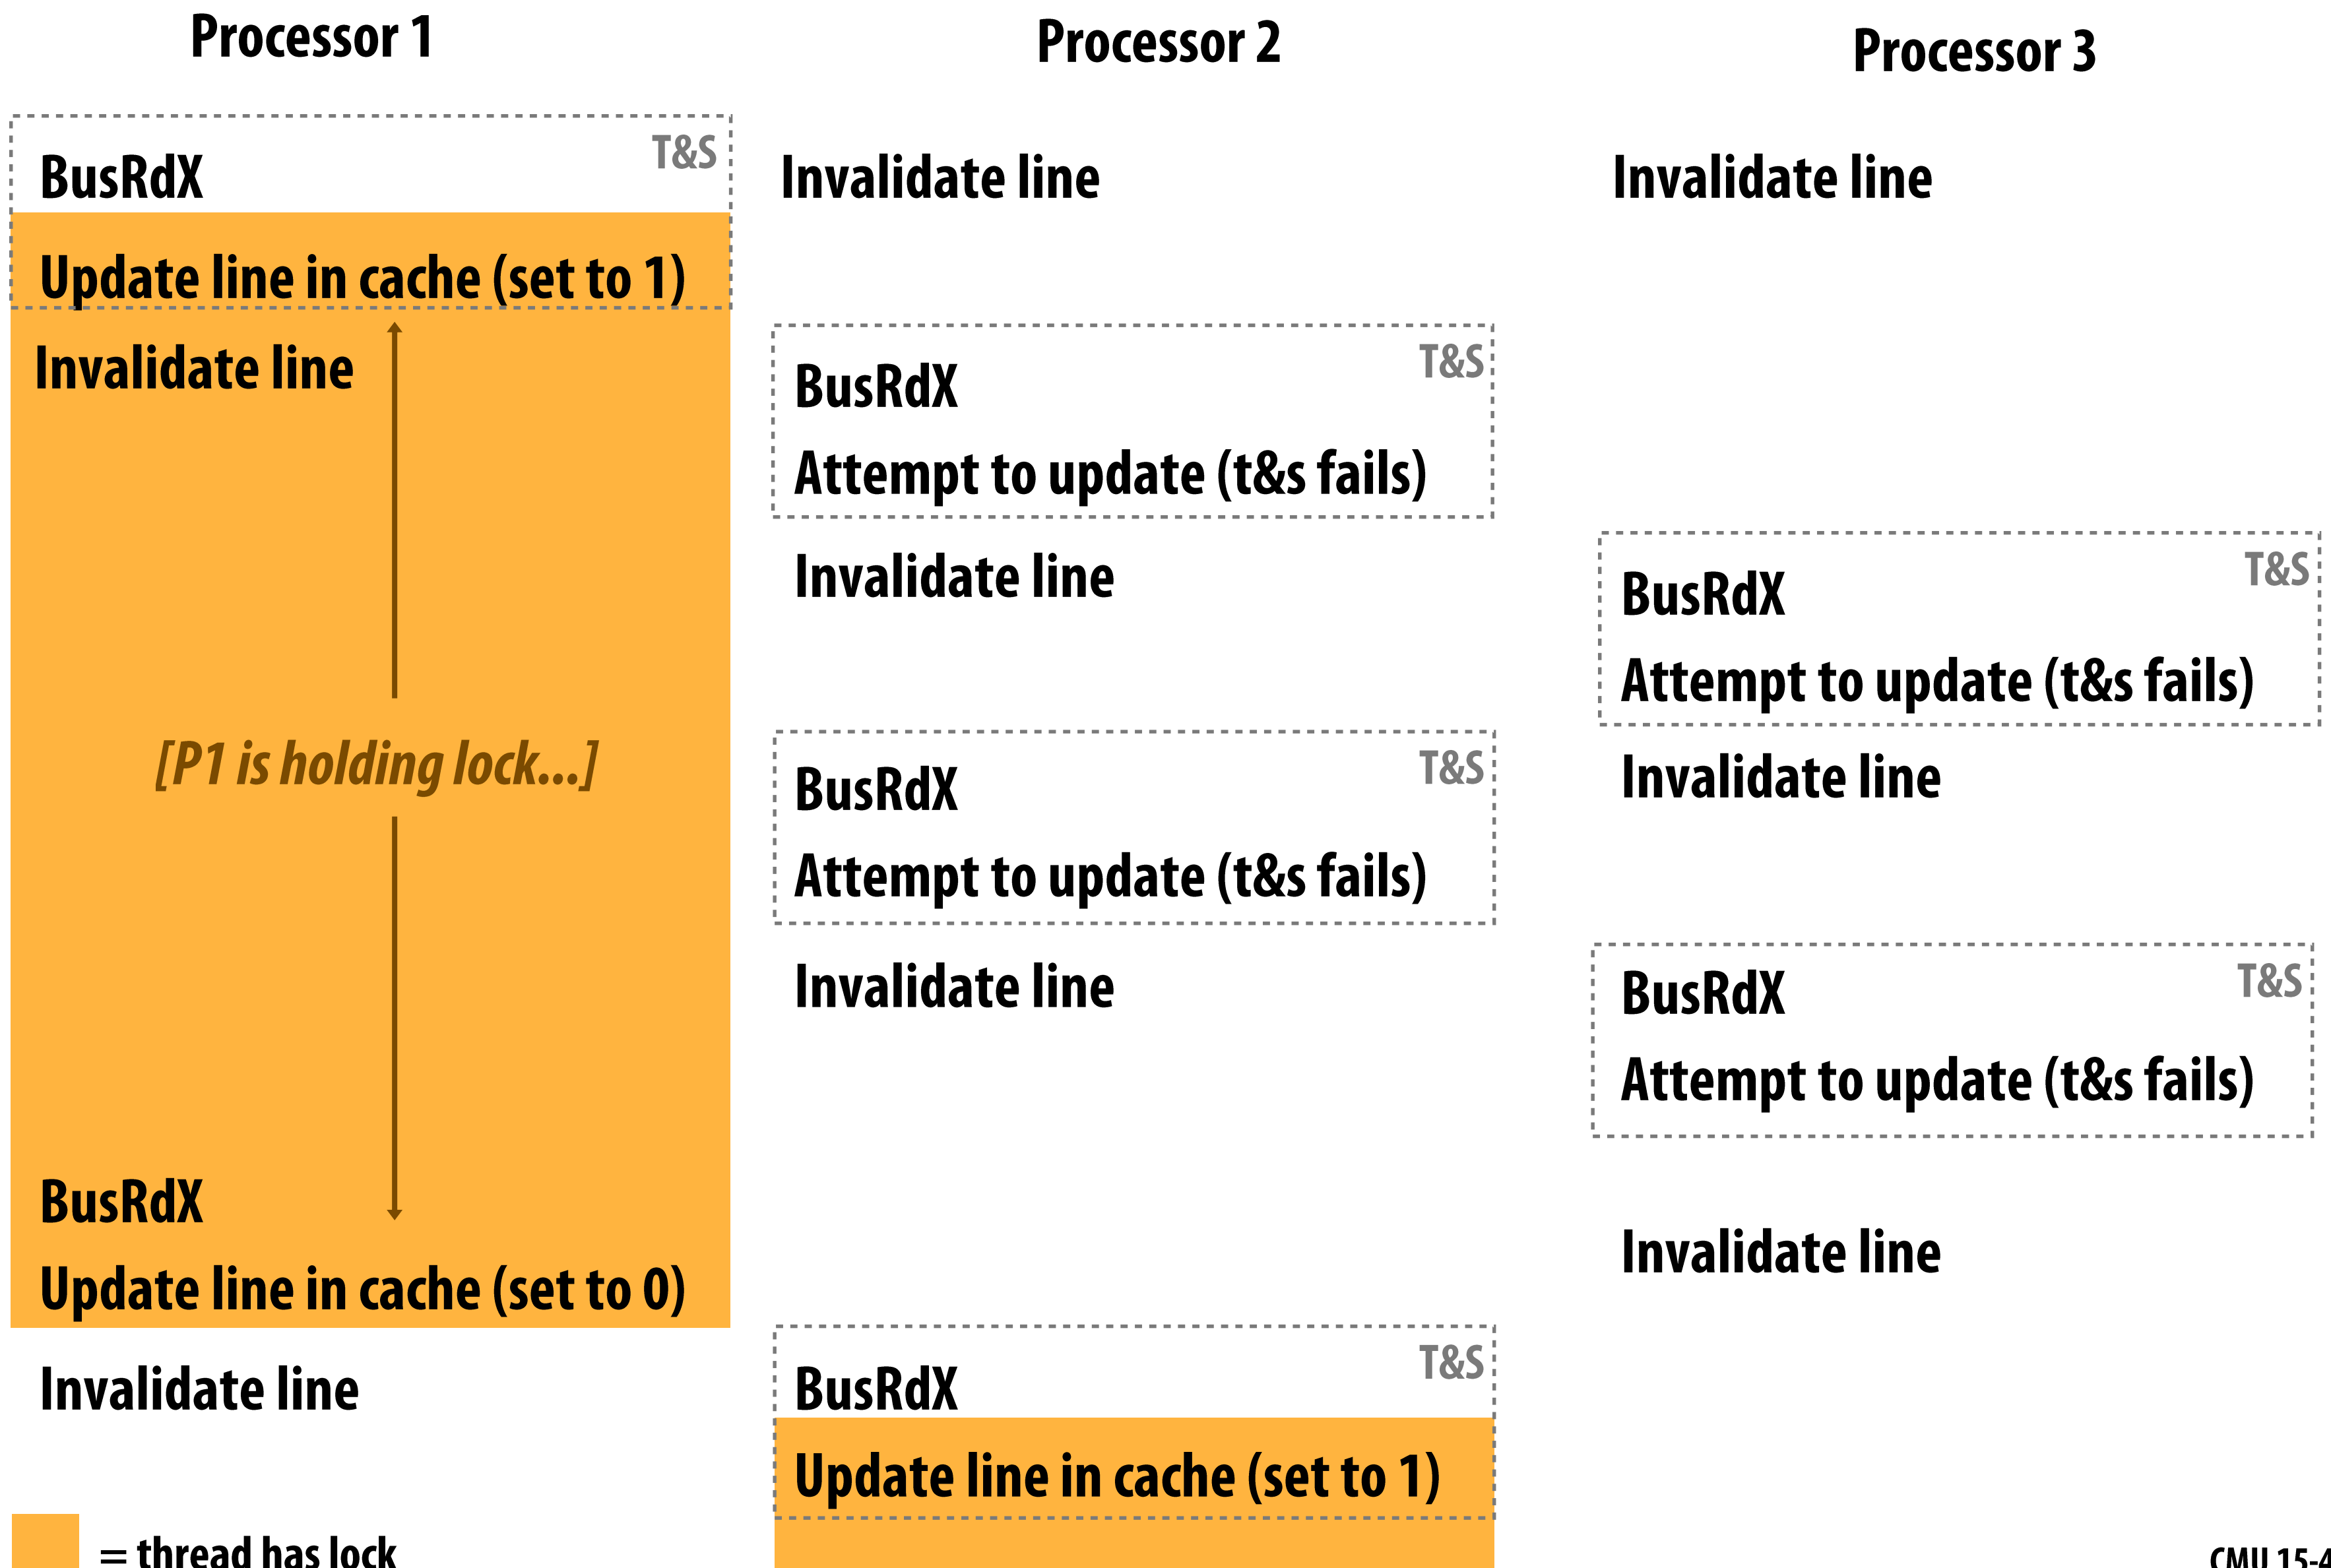 Processor 1
Processor 2
Processor 3
T&S
BusRdX
Invalidate line
Invalidate line
Update line in cache (set to 1)
Invalidate line
T&S
BusRdX
Attempt to update (t&s fails)
Invalidate line
T&S
BusRdX
Attempt to update (t&s fails)
Invalidate line
[P1 is holding lock...]
T&S
BusRdX
Attempt to update (t&s fails)
Invalidate line
T&S
BusRdX
Attempt to update (t&s fails)
Invalidate line
BusRdX
Update line in cache (set to 0)
Invalidate line
T&S
BusRdX
Update line in cache (set to 1)
= thread has lock
CMU 15-4